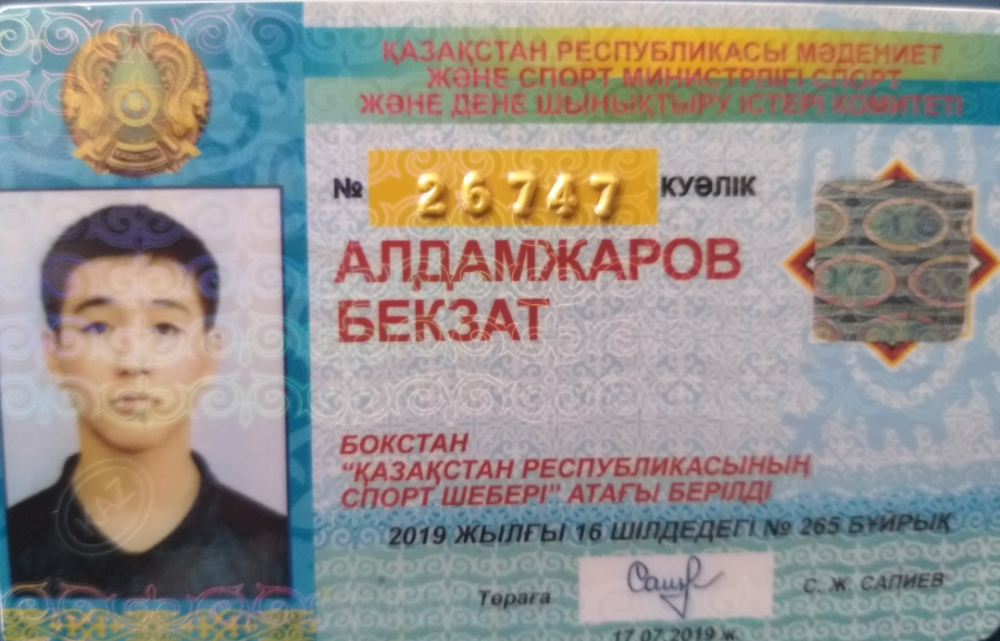 ҚАЗАҚСТАН РЕСПУБЛИКАСЫ МӘДЕНИЕТ
ЖӘНЕ СПОРТ МИНИСТРЛІГІ СПОРТ
ЖӘНЕ ДЕНЕ ШЫНЫҚТЫРУ ІСТЕРІ КОМИТЕТІ
№ 26747 КУӘЛІК
АЛДАМЖАРОВ
БЕКЗАТ
БОКСТАН
“ҚАЗАҚСТАН РЕСПУБЛИКАСЫНЫҢ
СПОРТ ШЕБЕРІ” АТАҒЫ БЕРІЛДІ
2019 ЖЫЛҒЫ 16 ШІЛДЕДЕГІ № 265 БҰЙРЫҚ
Төраға С. Ж. САПИЕВ
17.07.2019 ж.